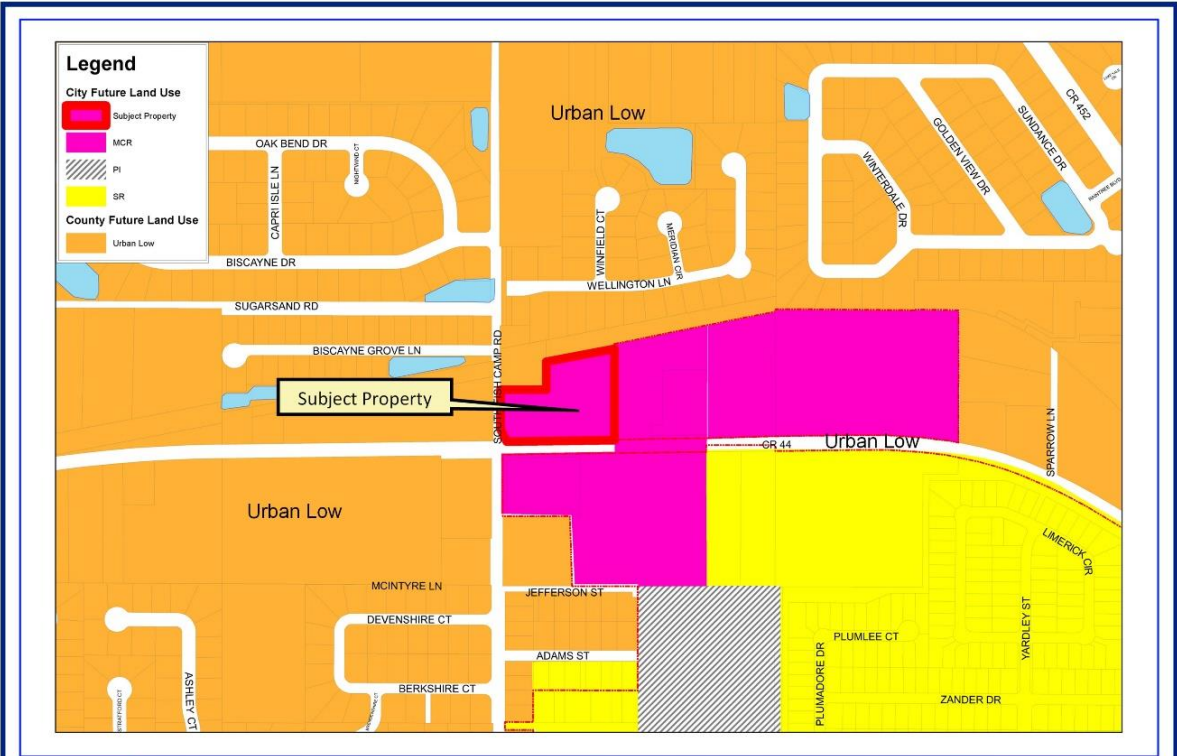 Legend
City Future Land Use
Subject Property
MCR
PI
SR
County Future Land Use
Urban Low
Urban Low
CR 452
SUNDANCE DR
GOLDEN VIEW DR
WINTERDALE DR
OAK BEND DR
NIGHTWIND CT
CAPRI ISLE LN
BISCAYNE DR
WINFIELD CT
MERIDIAN CIR
WELLINGTON LN
SUGARSAND RD
BISCAYNE GROVE LN
Subject Property
CR 44
Urban Low
SPARROW LN
Urban Low
LIMERICK CIR
MCINTYRE LN
JEFFERSON ST
DEVENSHIRE CT
ADAMS ST
PLUMLEE CT
YARDLEY ST
PLUMADORE DR
BERKSHIRE CT
ASHLEY CT
STRATFORD CT
ZANDER DR